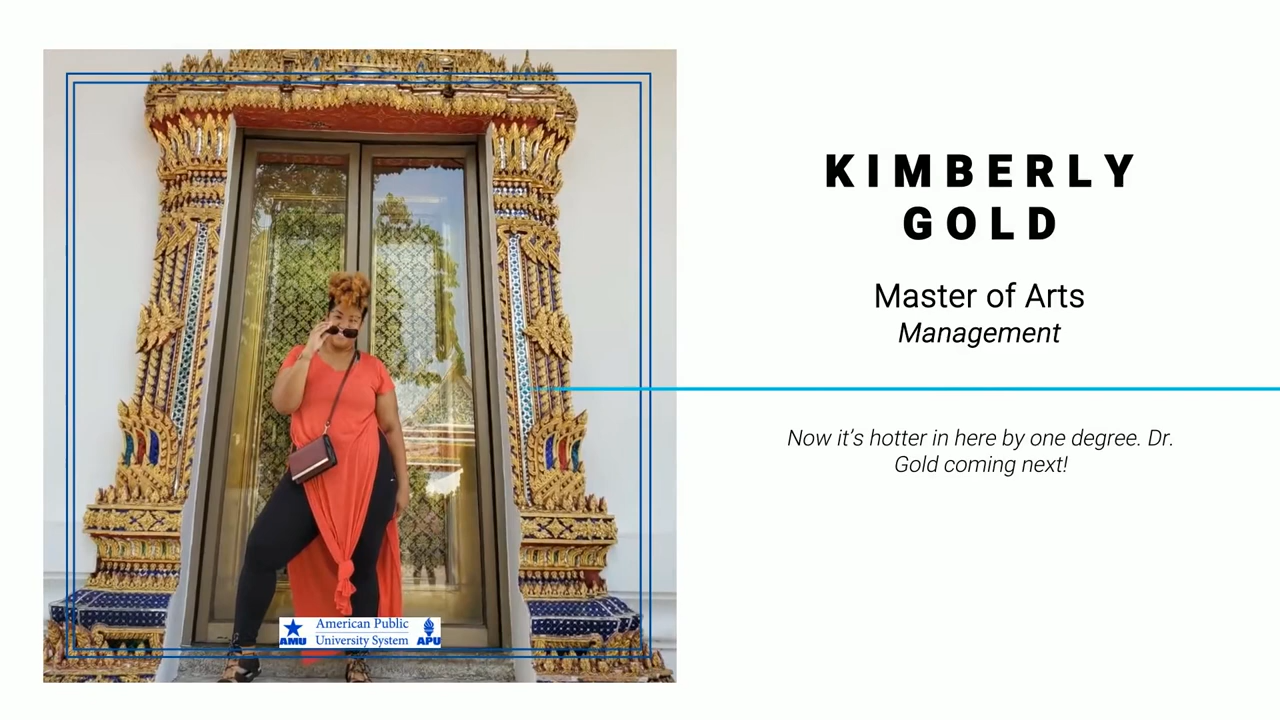 KIMBERLY
GOLD
Master of Arts
Management
Now it's hotter in here by one degree. Dr.
Gold coming next!
American Public
University System
AMU
APU